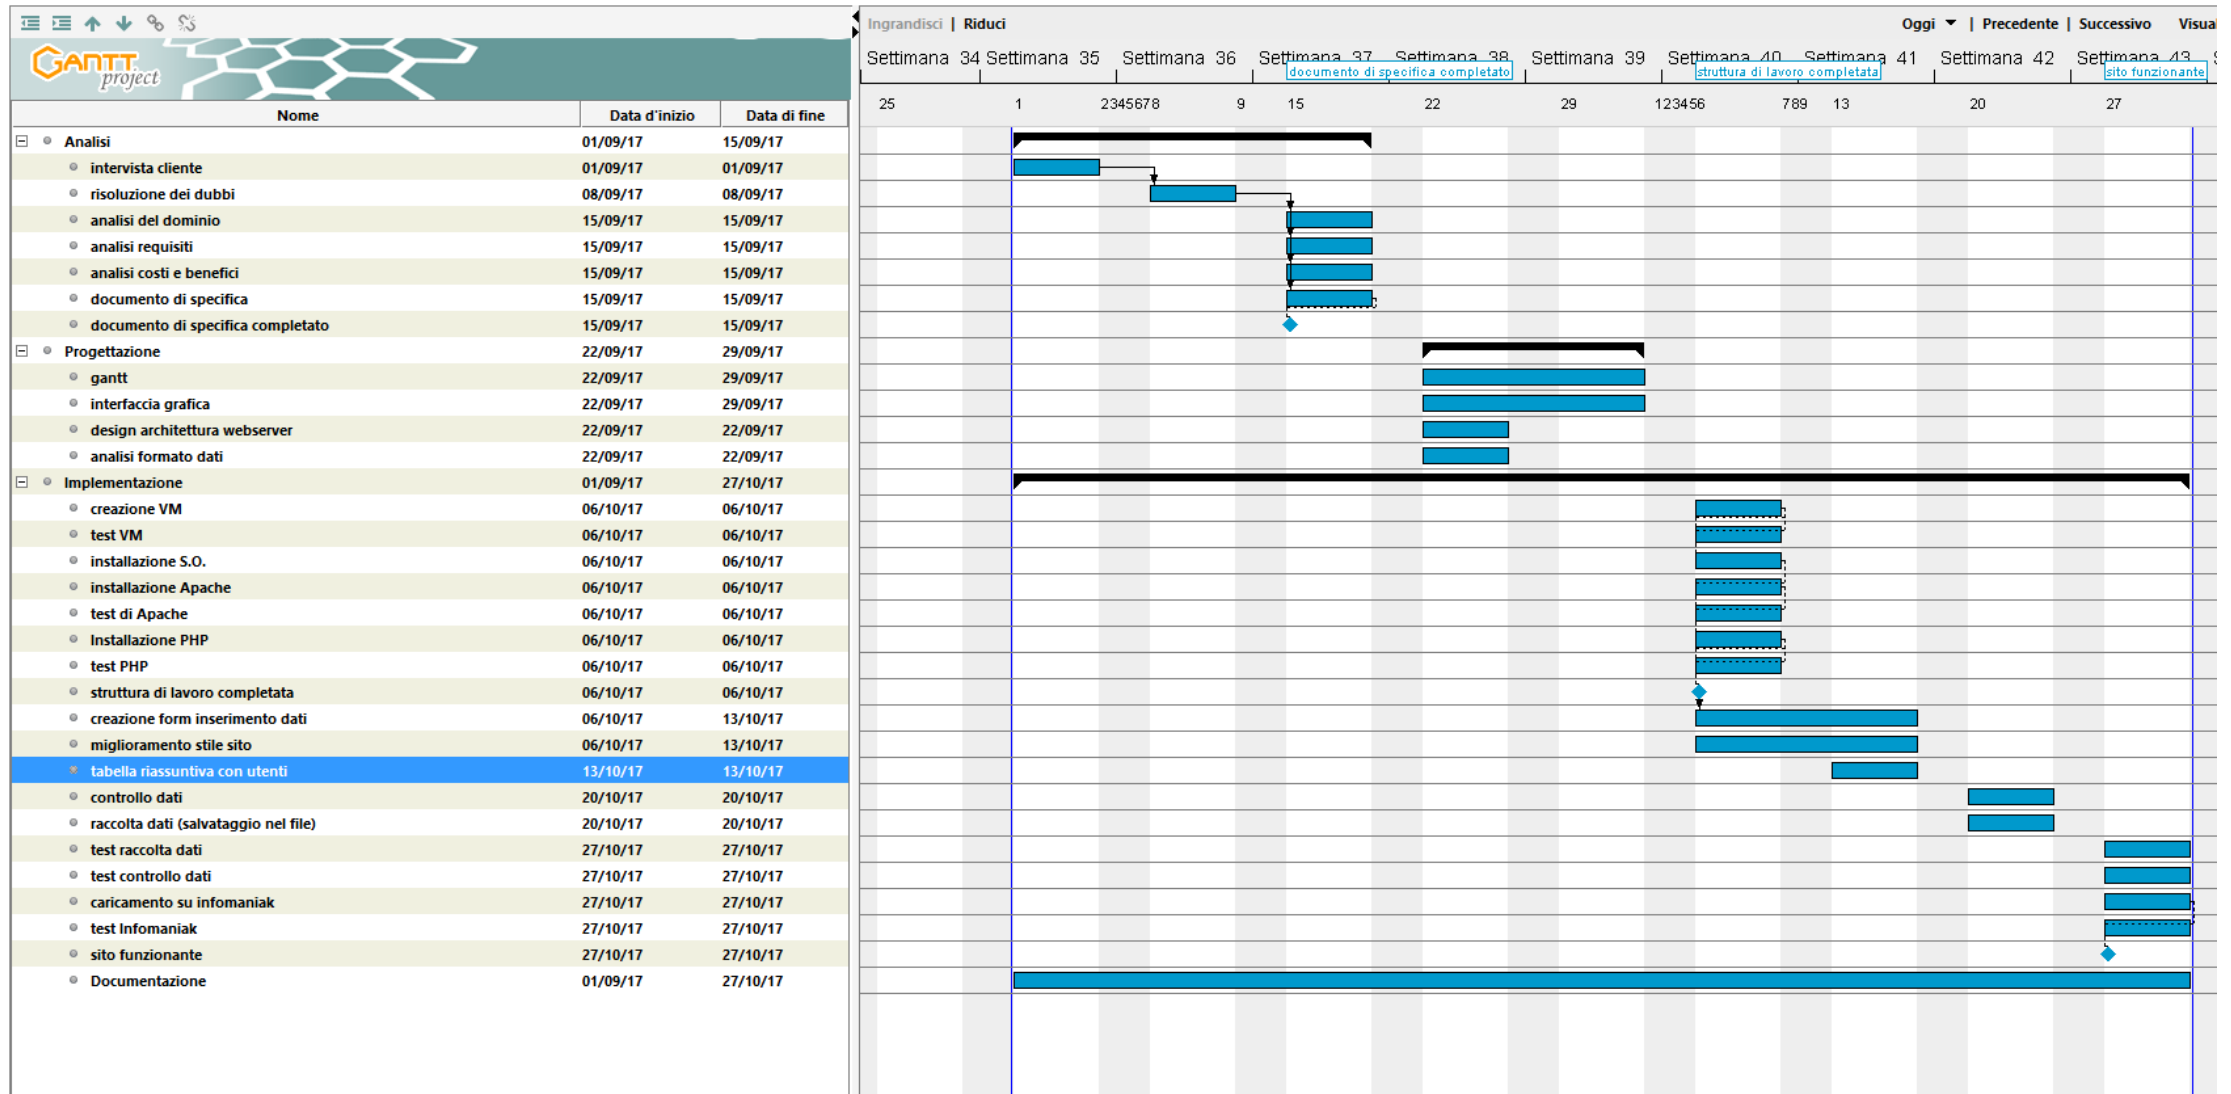 Ingrandisci | Riduci
Oggi | Precedente | Successivo
GANTT project
Settimana 34 Settimana 35 Settimana 36 Settimana 37 Settimana 38 Settimana 39 Settimana 40 Settimana 41 Settimana 42 Settimana 43
documento di specifica completato struttura di lavoro completata sito funzionante
25 1 2345678 9 15 22 29 123456 789 13 20 27
Nome Data d'inizio Data di fine
Analisi 01/09/17 15/09/17
intervista cliente 01/09/17 01/09/17
risoluzione dei dubbi 08/09/17 08/09/17
analisi del dominio 15/09/17 15/09/17
analisi requisiti 15/09/17 15/09/17
analisi costi e benefici 15/09/17 15/09/17
documento di specifica 15/09/17 15/09/17
documento di specifica completato 15/09/17 15/09/17
Progettazione 22/09/17 29/09/17
gantt 22/09/17 29/09/17
interfaccia grafica 22/09/17 29/09/17
design architettura webserver 22/09/17 22/09/17
analisi formato dati 22/09/17 22/09/17
Implementazione 01/09/17 27/10/17
creazione VM 06/10/17 06/10/17
test VM 06/10/17 06/10/17
installazione S.O. 06/10/17 06/10/17
installazione Apache 06/10/17 06/10/17
test di Apache 06/10/17 06/10/17
Installazione PHP 06/10/17 06/10/17
test PHP 06/10/17 06/10/17
struttura di lavoro completata 06/10/17 06/10/17
creazione form inserimento dati 06/10/17 13/10/17
miglioramento stile sito 06/10/17 13/10/17
tabella riassuntiva con utenti 13/10/17 13/10/17
controllo dati 20/10/17 20/10/17
raccolta dati (salvataggio nel file) 20/10/17 20/10/17
test raccolta dati 27/10/17 27/10/17
test controllo dati 27/10/17 27/10/17
caricamento su infomaniak 27/10/17 27/10/17
test Infomaniak 27/10/17 27/10/17
sito funzionante 27/10/17 27/10/17
Documentazione 01/09/17 27/10/17